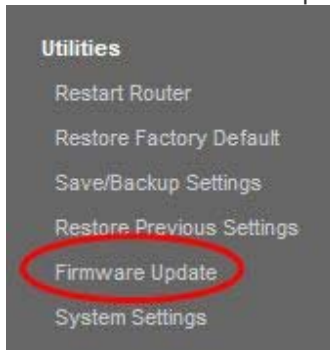 Utilities
Restart Router
Restore Factory Default
Save/Backup Settings
Restore Previous Settings
Firmware Update
System Settings